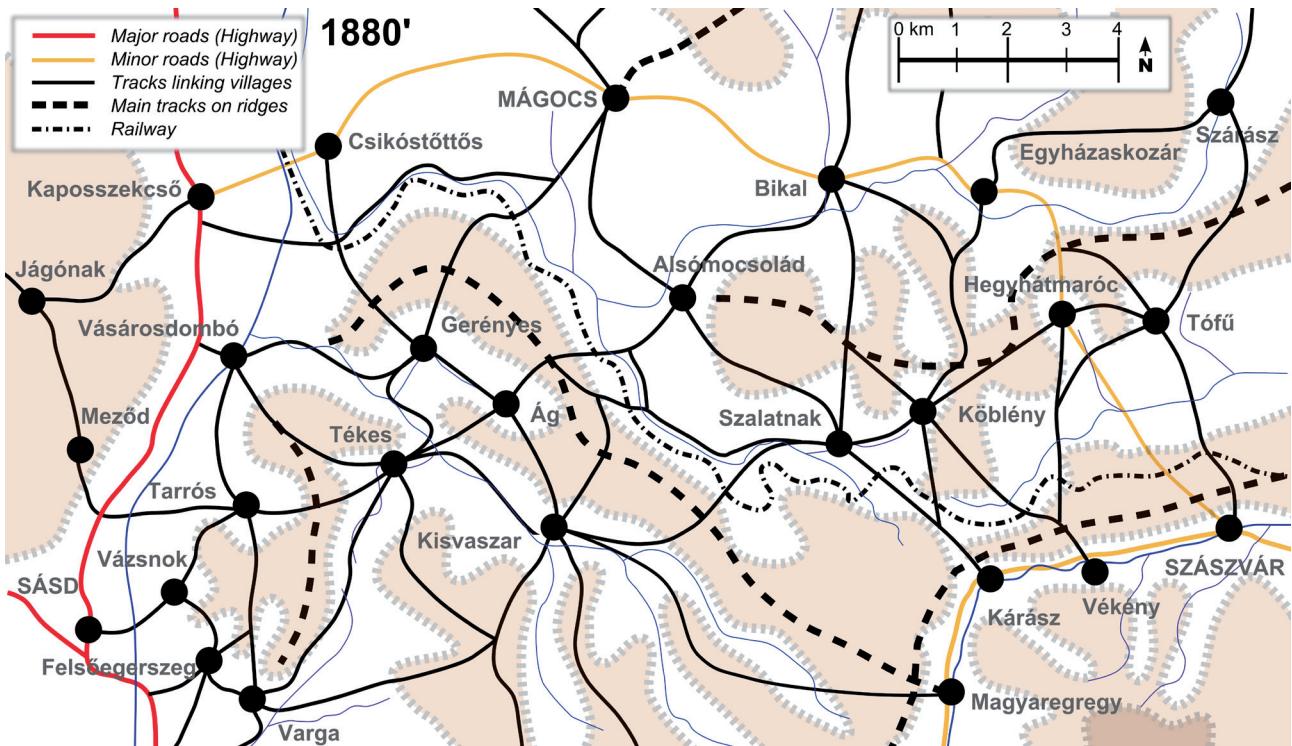 Major roads (Highway)
Minor roads (Highway)
Tracks linking villages
Main tracks on ridges
Railway
1880'
0 km 1 2 3 4
N
MÁGOCS
Csikóstőttős
Kaposszekcső
Szárász
Egyházaskozár
Bikal
Jágónak
Alsómocsolád
Hegyhátmaróc
Vásárosdombó
Gerényes
Tófű
Meződ
Tékes
Ág
Szalatnak
Köblény
Tarrós
Kisvaszar
Vázsnok
SÁSD
SZÁSZVÁR
Kárász
Vékény
Felsőegerszeg
Magyaregregy
Varga